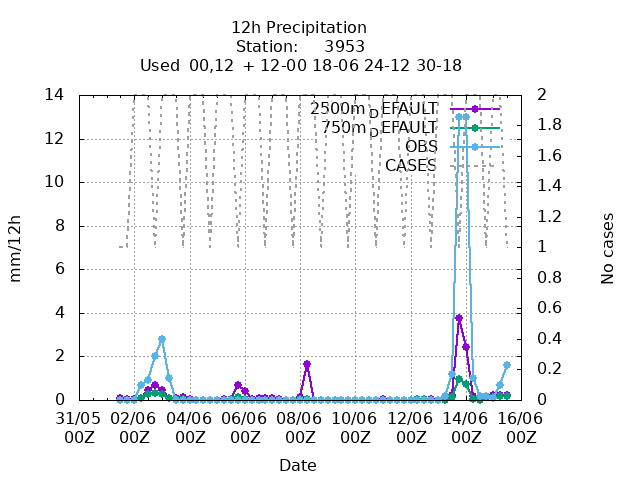 12h Precipitation
Station: 3953
Used 00,12 + 12-00 18-06 24-12 30-18
14 2
2500m DEFAULT
750m DEFAULT
OBS
CASES
12 1.8
1.6
10 1.4
8 1.2
1
6 0.8
4 0.6
0.4
2 0.2
0 0
mm/12h
No cases
31/05 02/06 04/06 06/06 08/06 10/06 12/06 14/06 16/06
00Z 00Z 00Z 00Z 00Z 00Z 00Z 00Z 00Z
Date